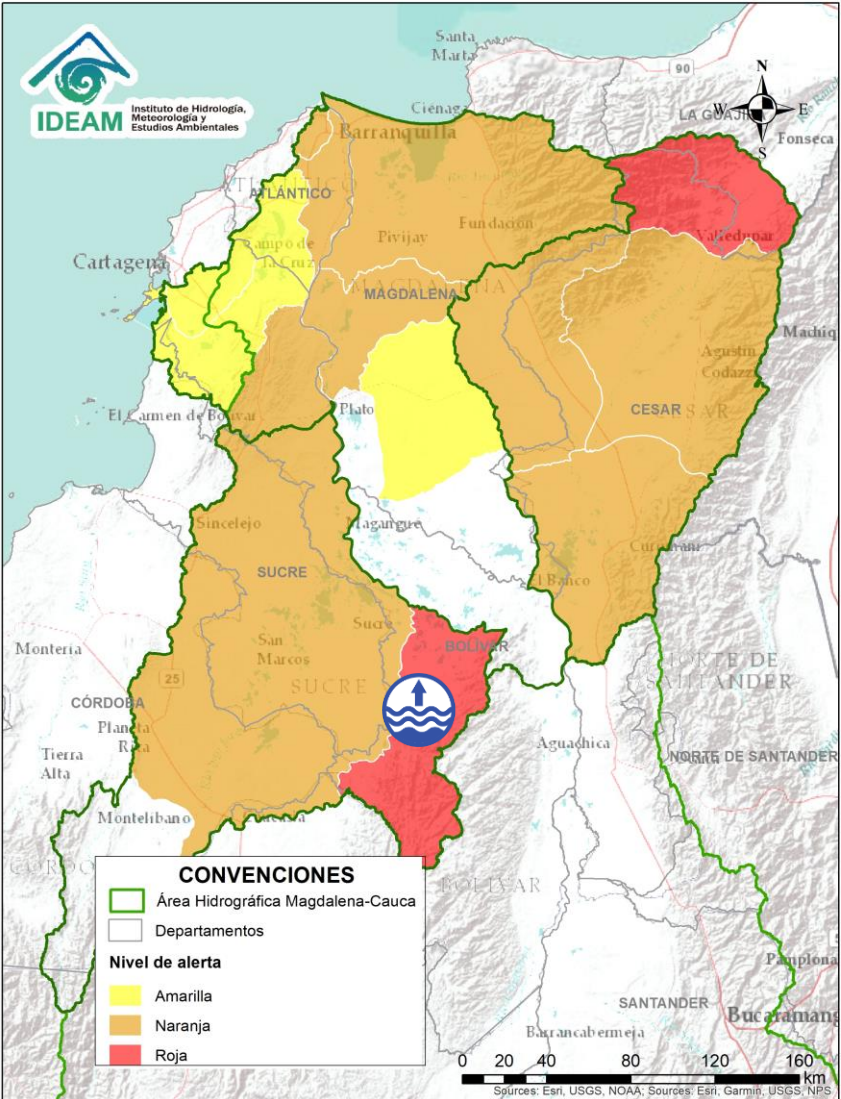 IDEAM
Instituto de Hidrología,
Meteorología y
Estudios Ambientales
Santa
Marta
90
N
W
E
S
LA GUAJIRA
Ciénaga
Fonseca
Barranquilla
ATLÁNTICO
Valledupar
Campo de
la Cruz
Pivijay
Fundación
Cartagena
MAGDALENA
Machiq
Agustín
Codazzi
CESAR
CESAR
El Carmen de Bolívar
Plato
Sincelejo
Magangue
Curumaní
SUCRE
El Banco
Sucre
San
Marcos
BOLÍVAR
Montería
25
SUCRE
NORTE DE
SANTANDER
CÓRDOBA
Planeta
Rica
Tierra
Alta
Aguachica
NORTE DE SANTANDER
Montelíbano
BOLÍVAR
CONVENCIONES
Área Hidrográfica Magdalena-Cauca
Departamentos
Nivel de alerta
Amarilla
Naranja
Roja
Pamplona
SANTANDER
Bucaramang
Barrancabermeja
0 20 40 80 120 160
km
Sources: Esri, USGS, NOAA; Sources: Esri, Garmin, USGS, NPS